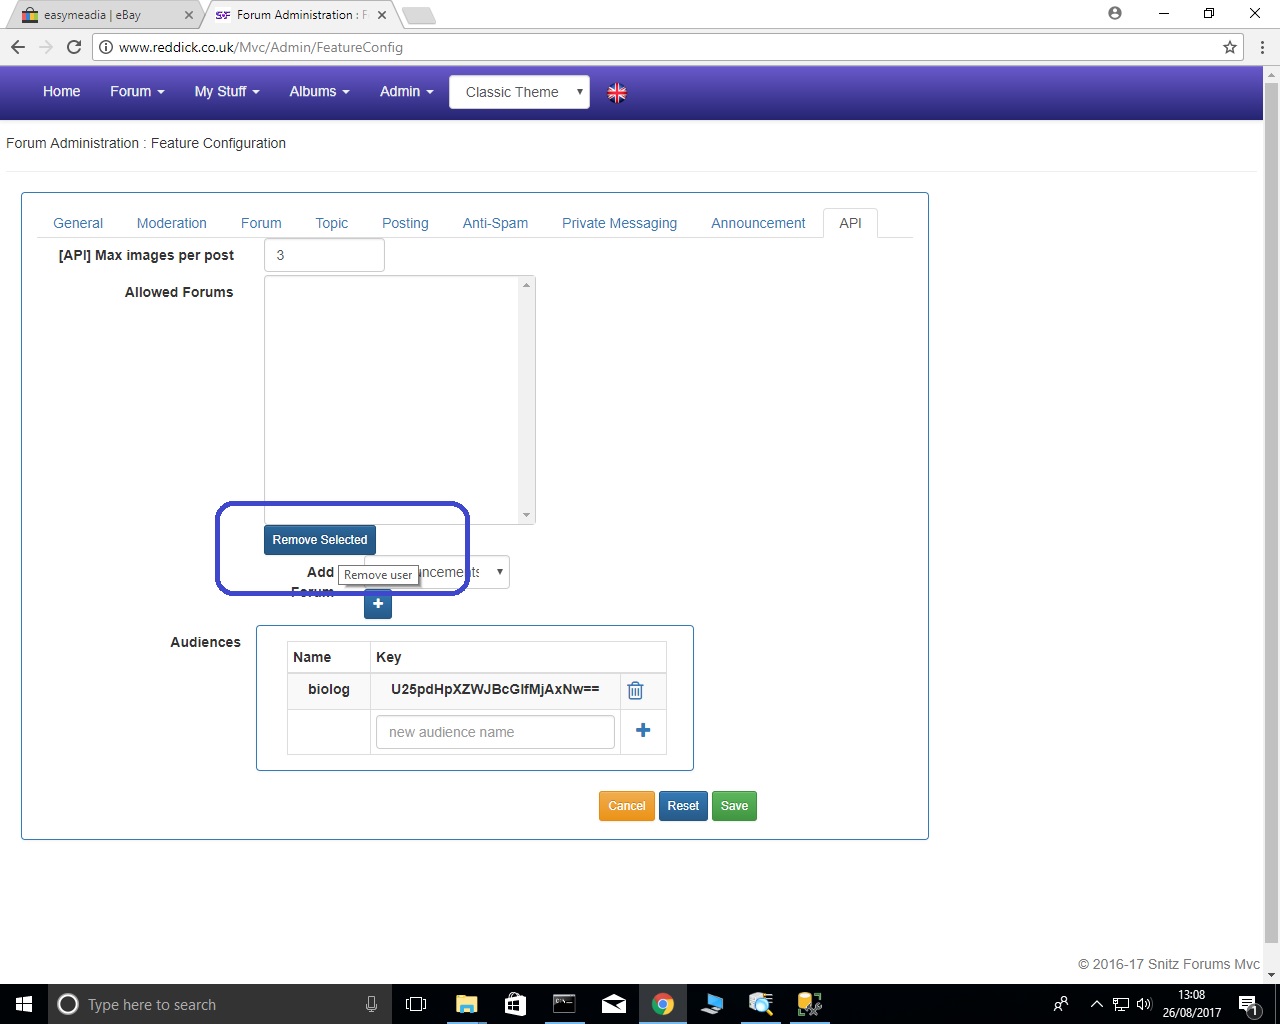 easymeadia | eBay
Forum Administration : F
www.reddick.co.uk/Mvc/Admin/FeatureConfig
Home Forum My Stuff Albums Admin Classic Theme
Forum Administration : Feature Configuration
General Moderation Forum Topic Posting Anti-Spam Private Messaging Announcement API
[API] Max images per post 3
Allowed Forums
Remove Selected
Add Forum
Remove user
Audiences
Name Key
biolog U25pdHpXZWJBcGlfMjAxNw==
new audience name
Cancel Reset Save
© 2016-17 Snitz Forums Mvc
Type here to search
13:08
26/08/2017
1